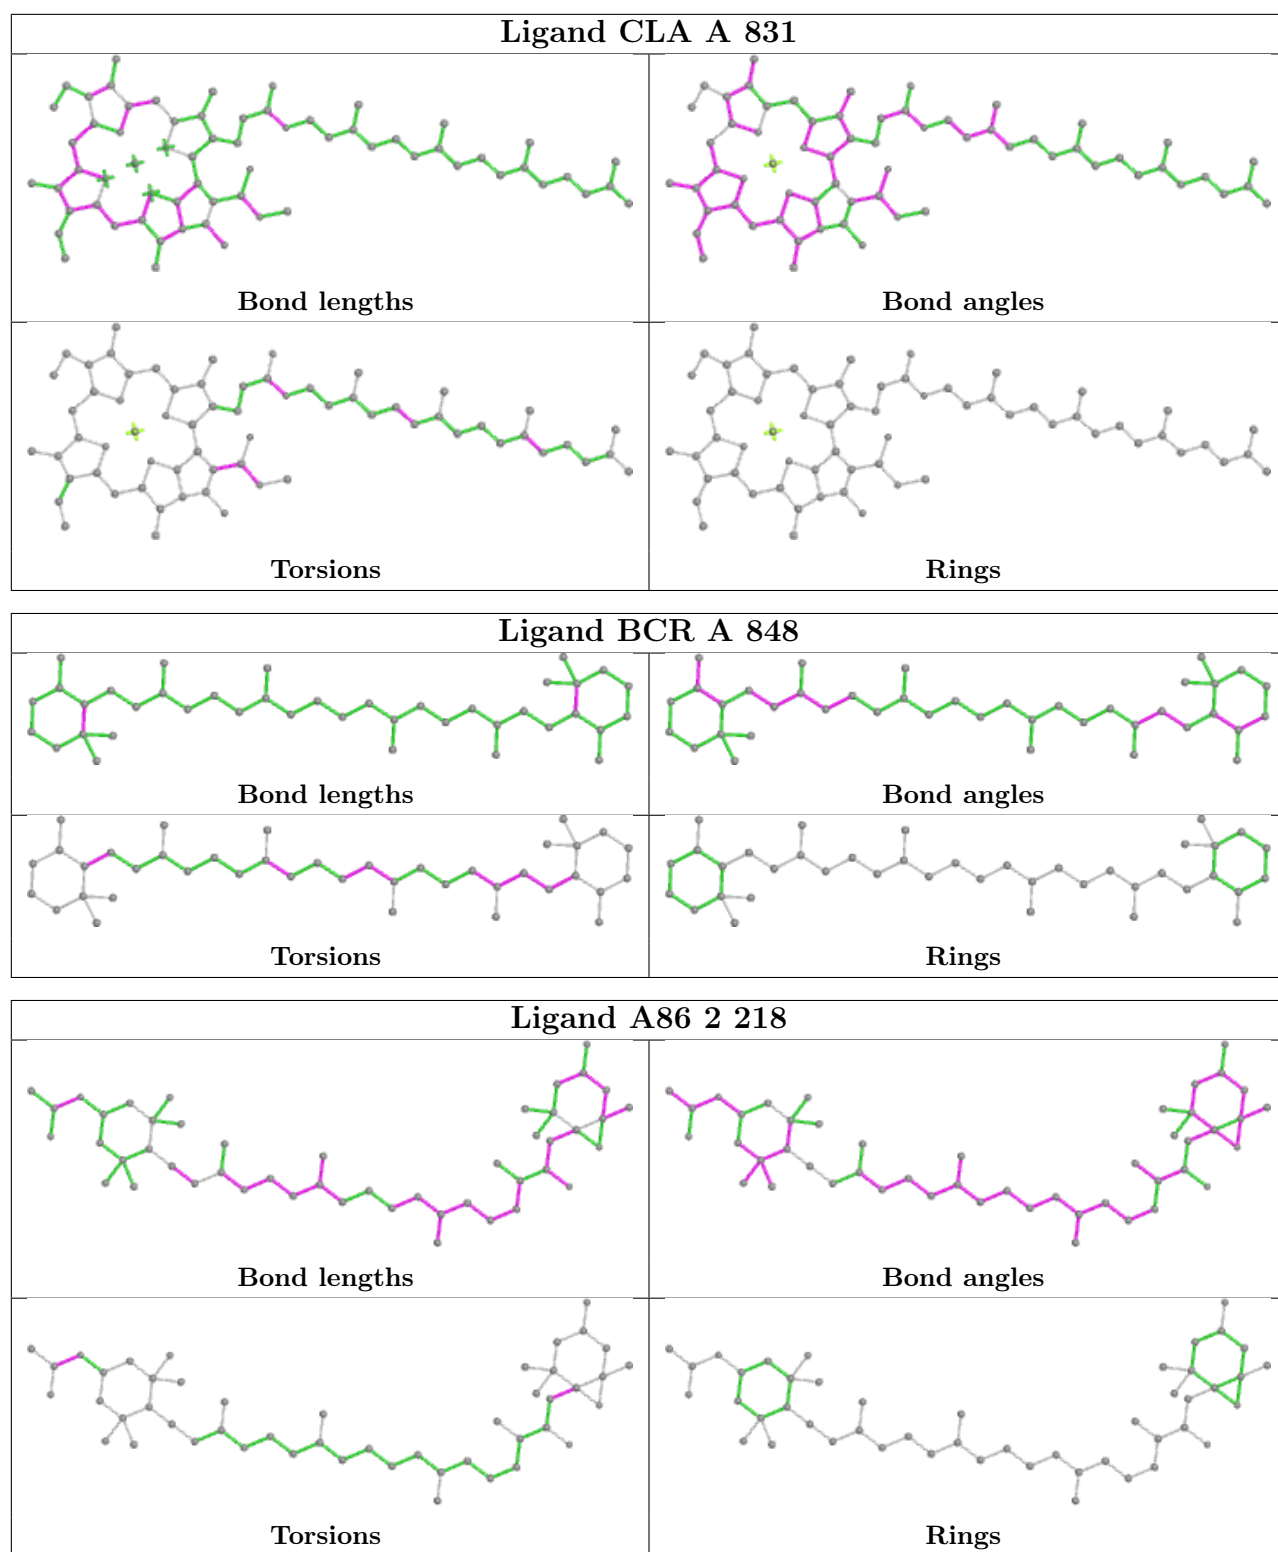 Ligand CLA A 831
Bond lengths
Bond angles
Torsions
Rings
Ligand BCR A 848
Bond lengths
Bond angles
Torsions
Rings
Ligand A86 2 218
Bond lengths
Bond angles
Torsions
Rings